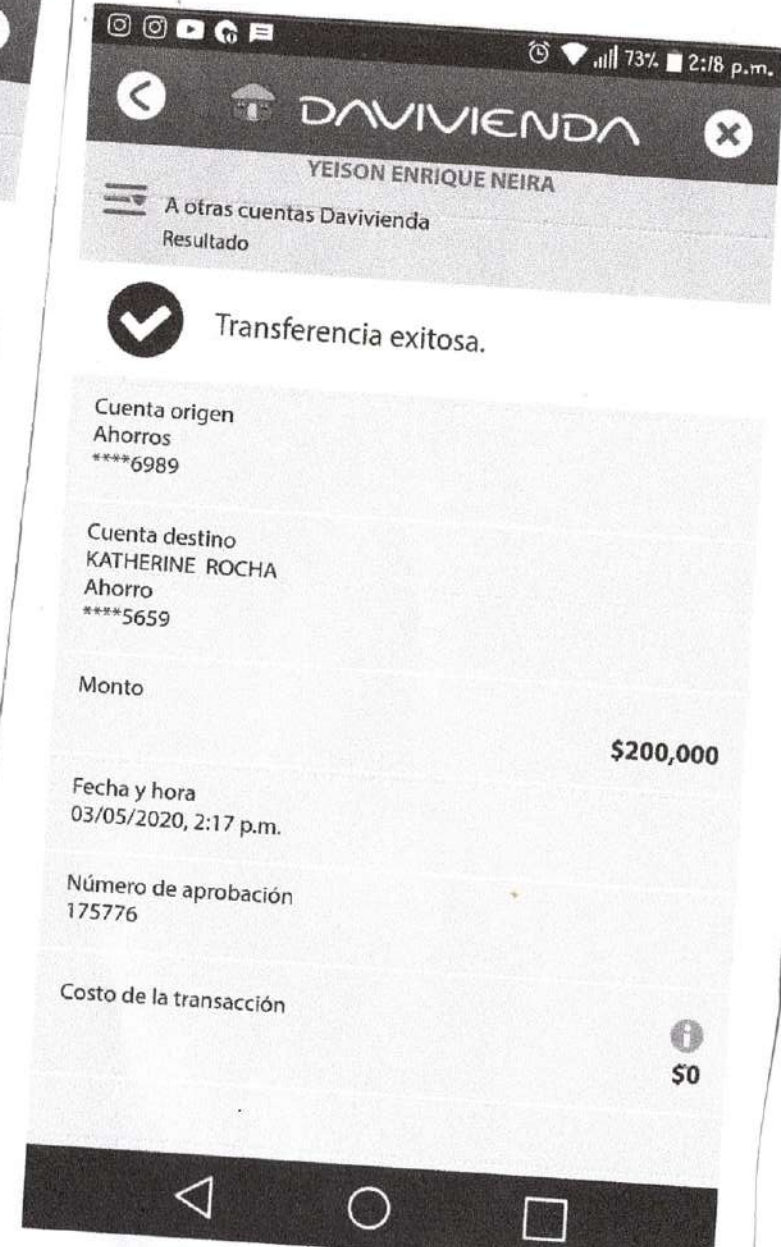 73% 2:18 p.m.
DAVIVIENDA
YEISON ENRIQUE NEIRA
A otras cuentas Davivienda
Resultado
Transferencia exitosa.
Cuenta origen
Ahorros
****6989
Cuenta destino
KATHERINE ROCHA
Ahorro
****5659
Monto
$200,000
Fecha y hora
03/05/2020, 2:17 p.m.
Número de aprobación
175776
Costo de la transacción
$0